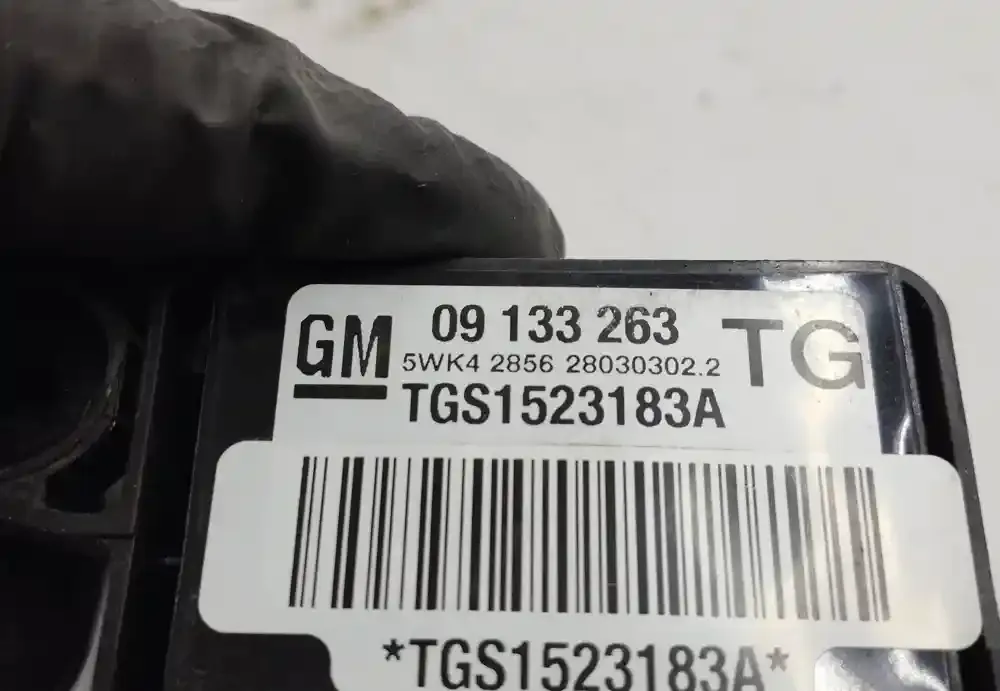 GM 09 133 263 TG
5WK4 2856 28030302.2
TGS1523183A
*TGS1523183A*